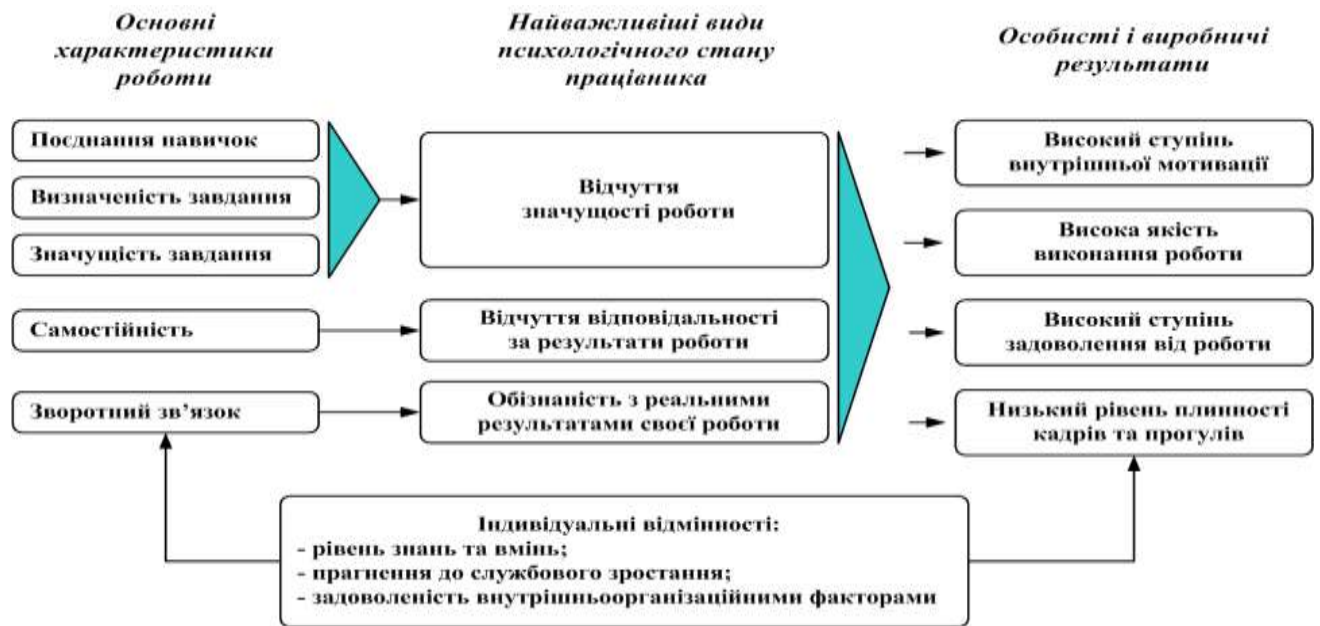 Основні
характеристики
роботи
Найважливіші види
психологічного стану
працівника
Особисті і виробничі
результати
Поєднання навичок
Визначеність завдання
Значущість завдання
Самостійність
Зворотний зв’язок
Відчуття
значущості роботи
Відчуття відповідальності
за результати роботи
Обізнаність з реальними
результатами своєї роботи
Високий ступінь
внутрішньої мотивації
Висока якість
виконання роботи
Високий ступінь
задоволення від роботи
Низький рівень плинності
кадрів та прогулів
Індивідуальні відмінності:
- рівень знань та вмінь;
- прагнення до службового зростання;
- задоволеність внутрішньоорганізаційними факторами